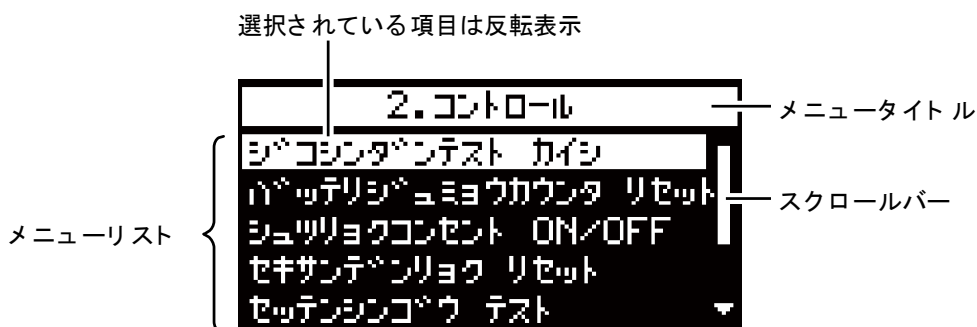 選択されている項目は反転表示
2.コントロール
メニュータイトル
ジコシンダンテスト カイシ
バッテリジュミョウカウンタ リセット
スクロールバー
メニューリスト
シュツリョクコンセント ON/OFF
セキサンデンリョク リセット
セッテンシンゴウ テスト